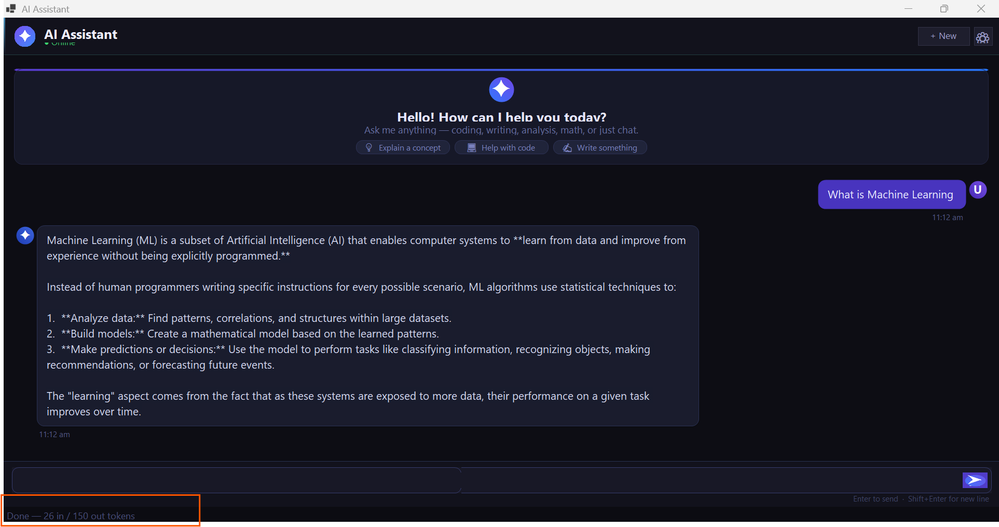 AI Assistant
AI Assistant
Online
+ New
Hello! How can I help you today?
Ask me anything — coding, writing, analysis, math, or just chat.
Explain a concept
Help with code
Write something
What is Machine Learning
U
11:12 am
Machine Learning (ML) is a subset of Artificial Intelligence (AI) that enables computer systems to **learn from data and improve from
experience without being explicitly programmed.**
Instead of human programmers writing specific instructions for every possible scenario, ML algorithms use statistical techniques to:
1. **Analyze data:** Find patterns, correlations, and structures within large datasets.
2. **Build models:** Create a mathematical model based on the learned patterns.
3. **Make predictions or decisions:** Use the model to perform tasks like classifying information, recognizing objects, making
recommendations, or forecasting future events.
The "learning" aspect comes from the fact that as these systems are exposed to more data, their performance on a given task
improves over time.
11:12 am
Enter to send · Shift+Enter for new line
Done — 26 in / 150 out tokens